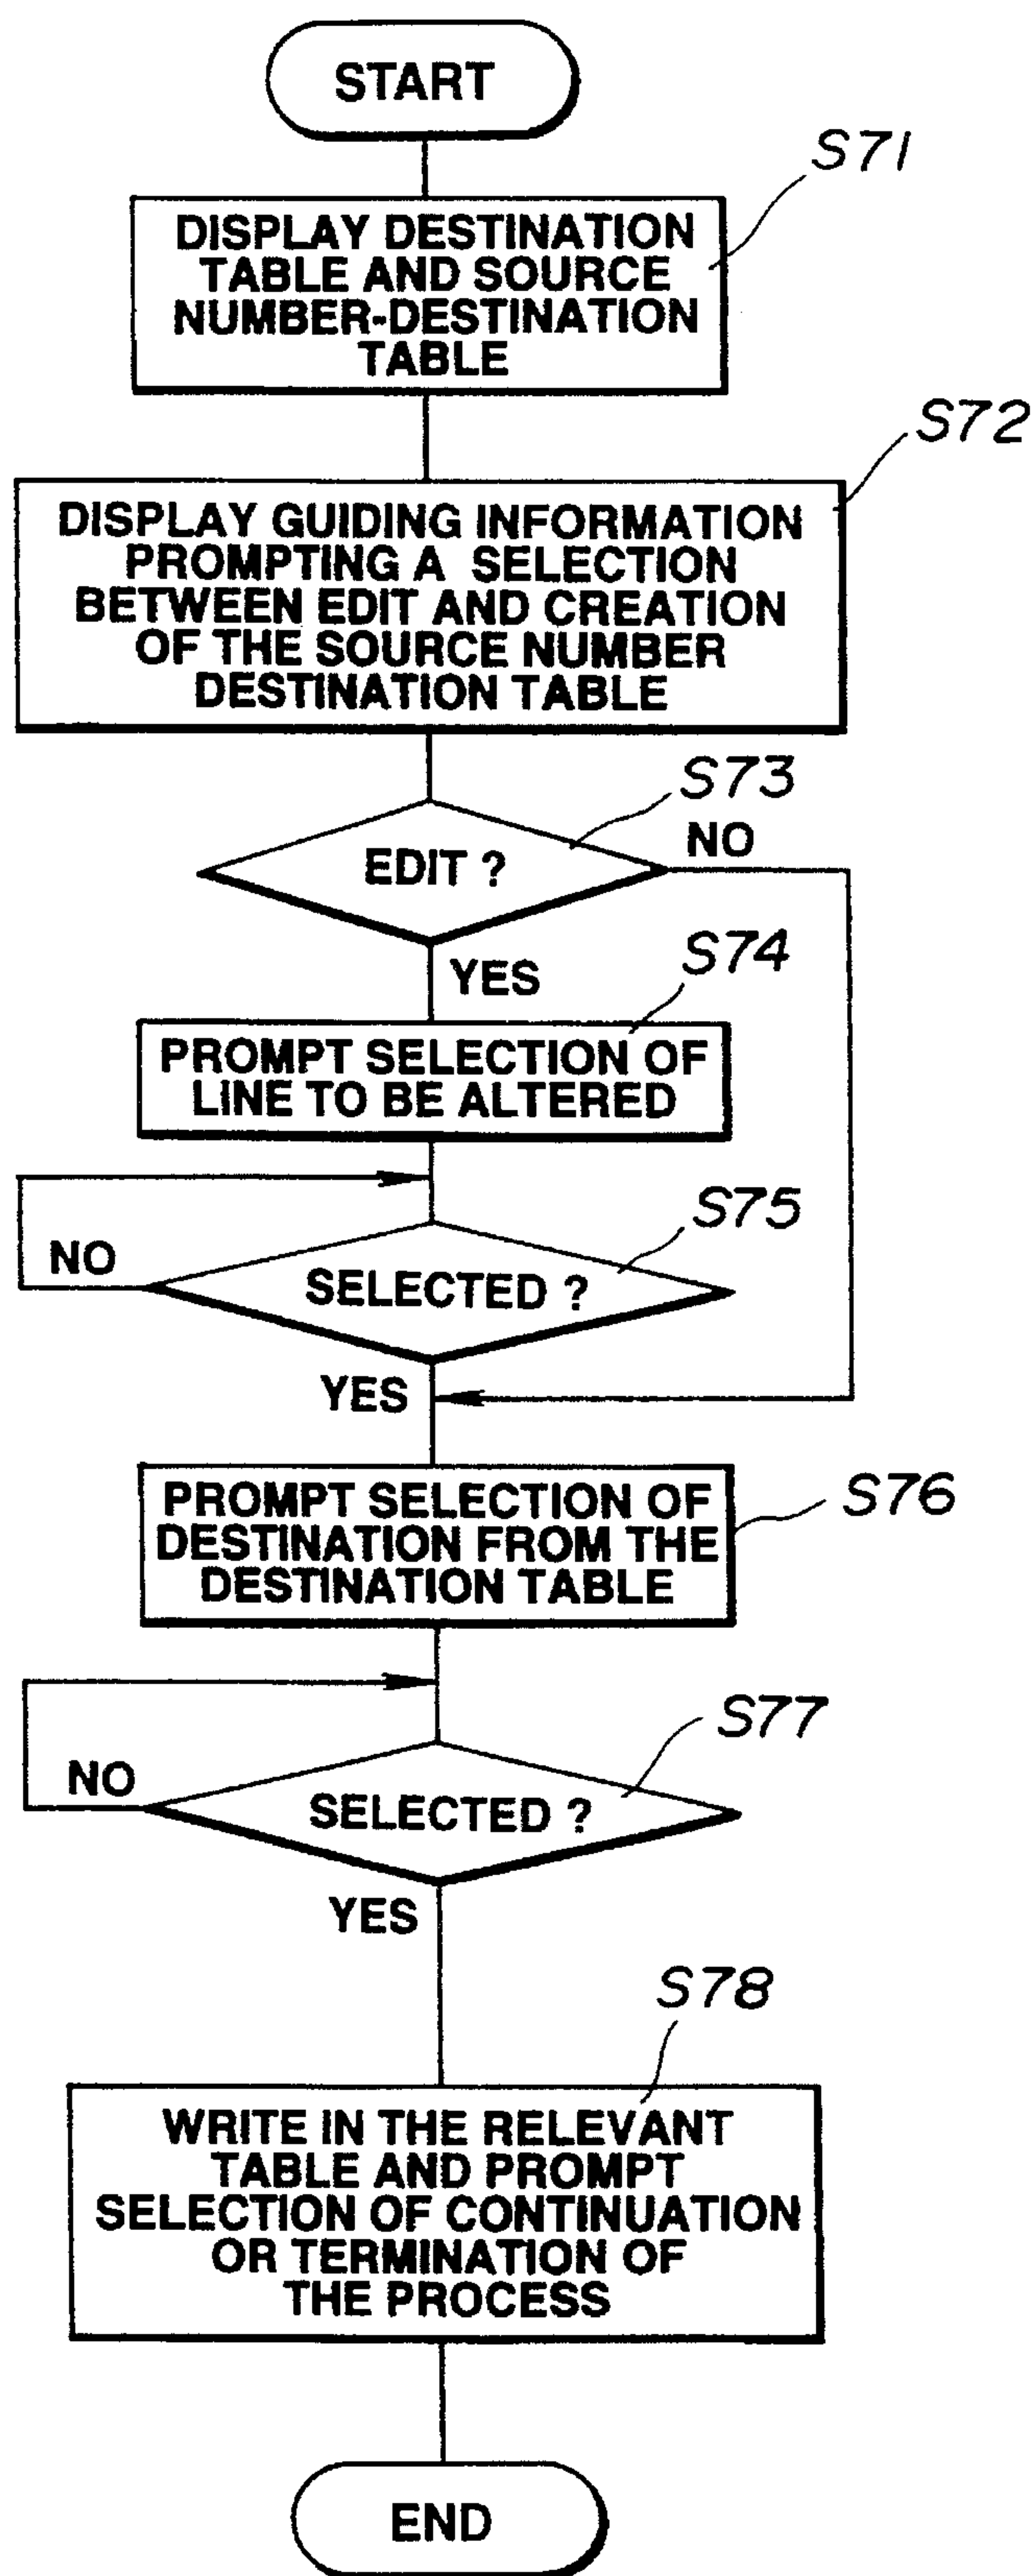 START
S71
DISPLAY DESTINATION
TABLE AND SOURCE
NUMBER-DESTINATION
TABLE
S72
DISPLAY GUIDING INFORMATION
PROMPTING A SELECTION
BETWEEN EDIT AND CREATION
OF THE SOURCE NUMBER
DESTINATION TABLE
S73
EDIT ?
NO
YES
S74
PROMPT SELECTION OF
LINE TO BE ALTERED
S75
NO
SELECTED ?
YES
S76
PROMPT SELECTION OF
DESTINATION FROM THE
DESTINATION TABLE
S77
NO
SELECTED ?
YES
S78
WRITE IN THE RELEVANT
TABLE AND PROMPT
SELECTION OF CONTINUATION
OR TERMINATION OF
THE PROCESS
END